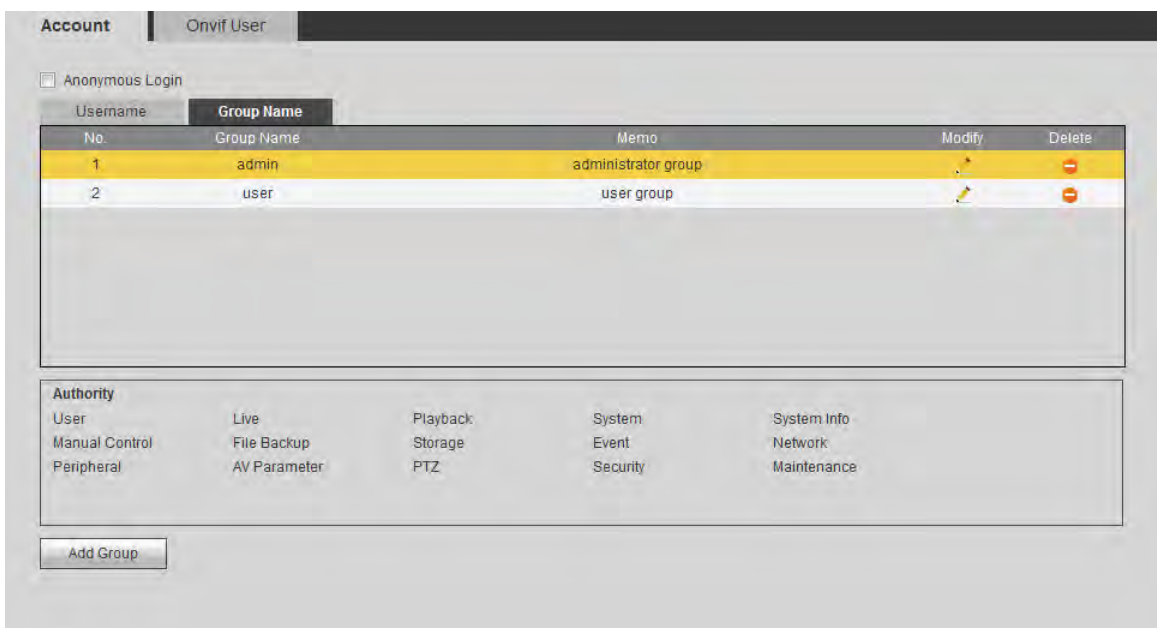 Account Onvif User
Anonymous Login
Username Group Name
No. Group Name Memo Modify Delete
1 admin administrator group
2 user user group
Authority
User Live Playback System System Info
Manual Control File Backup Storage Event Network
Peripheral AV Parameter PTZ Security Maintenance
Add Group